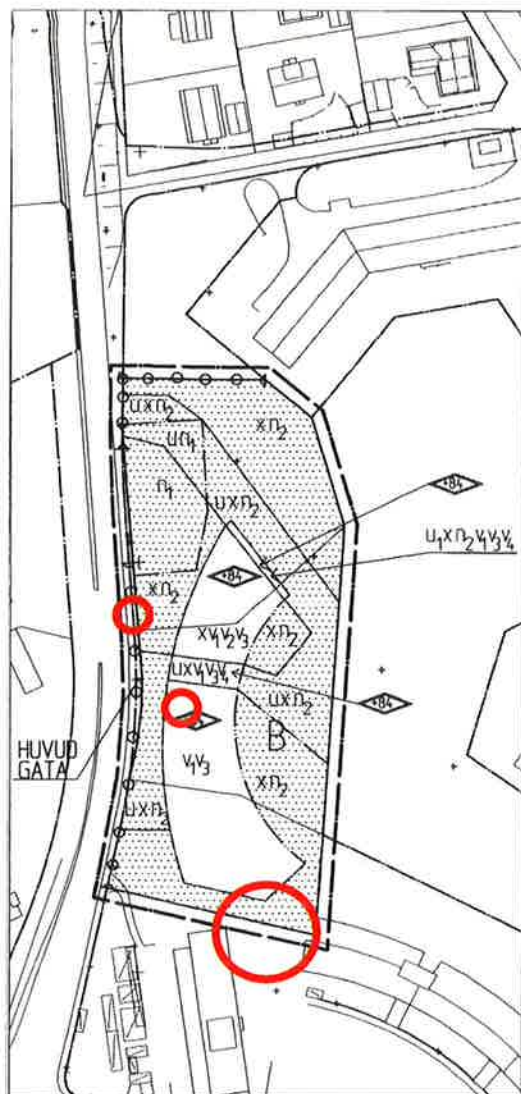 uxn₂
un₁
xn₂
n₁
uxn₂
+84
u₁xn₂v₁v₃v₄
+84
xn₂
xv₁v₂v₃
xn₂
uxv₁v₃v₄
uxn₂
+84
B
HUVUD
GATA
v₁v₃
xn₂
uxn₂